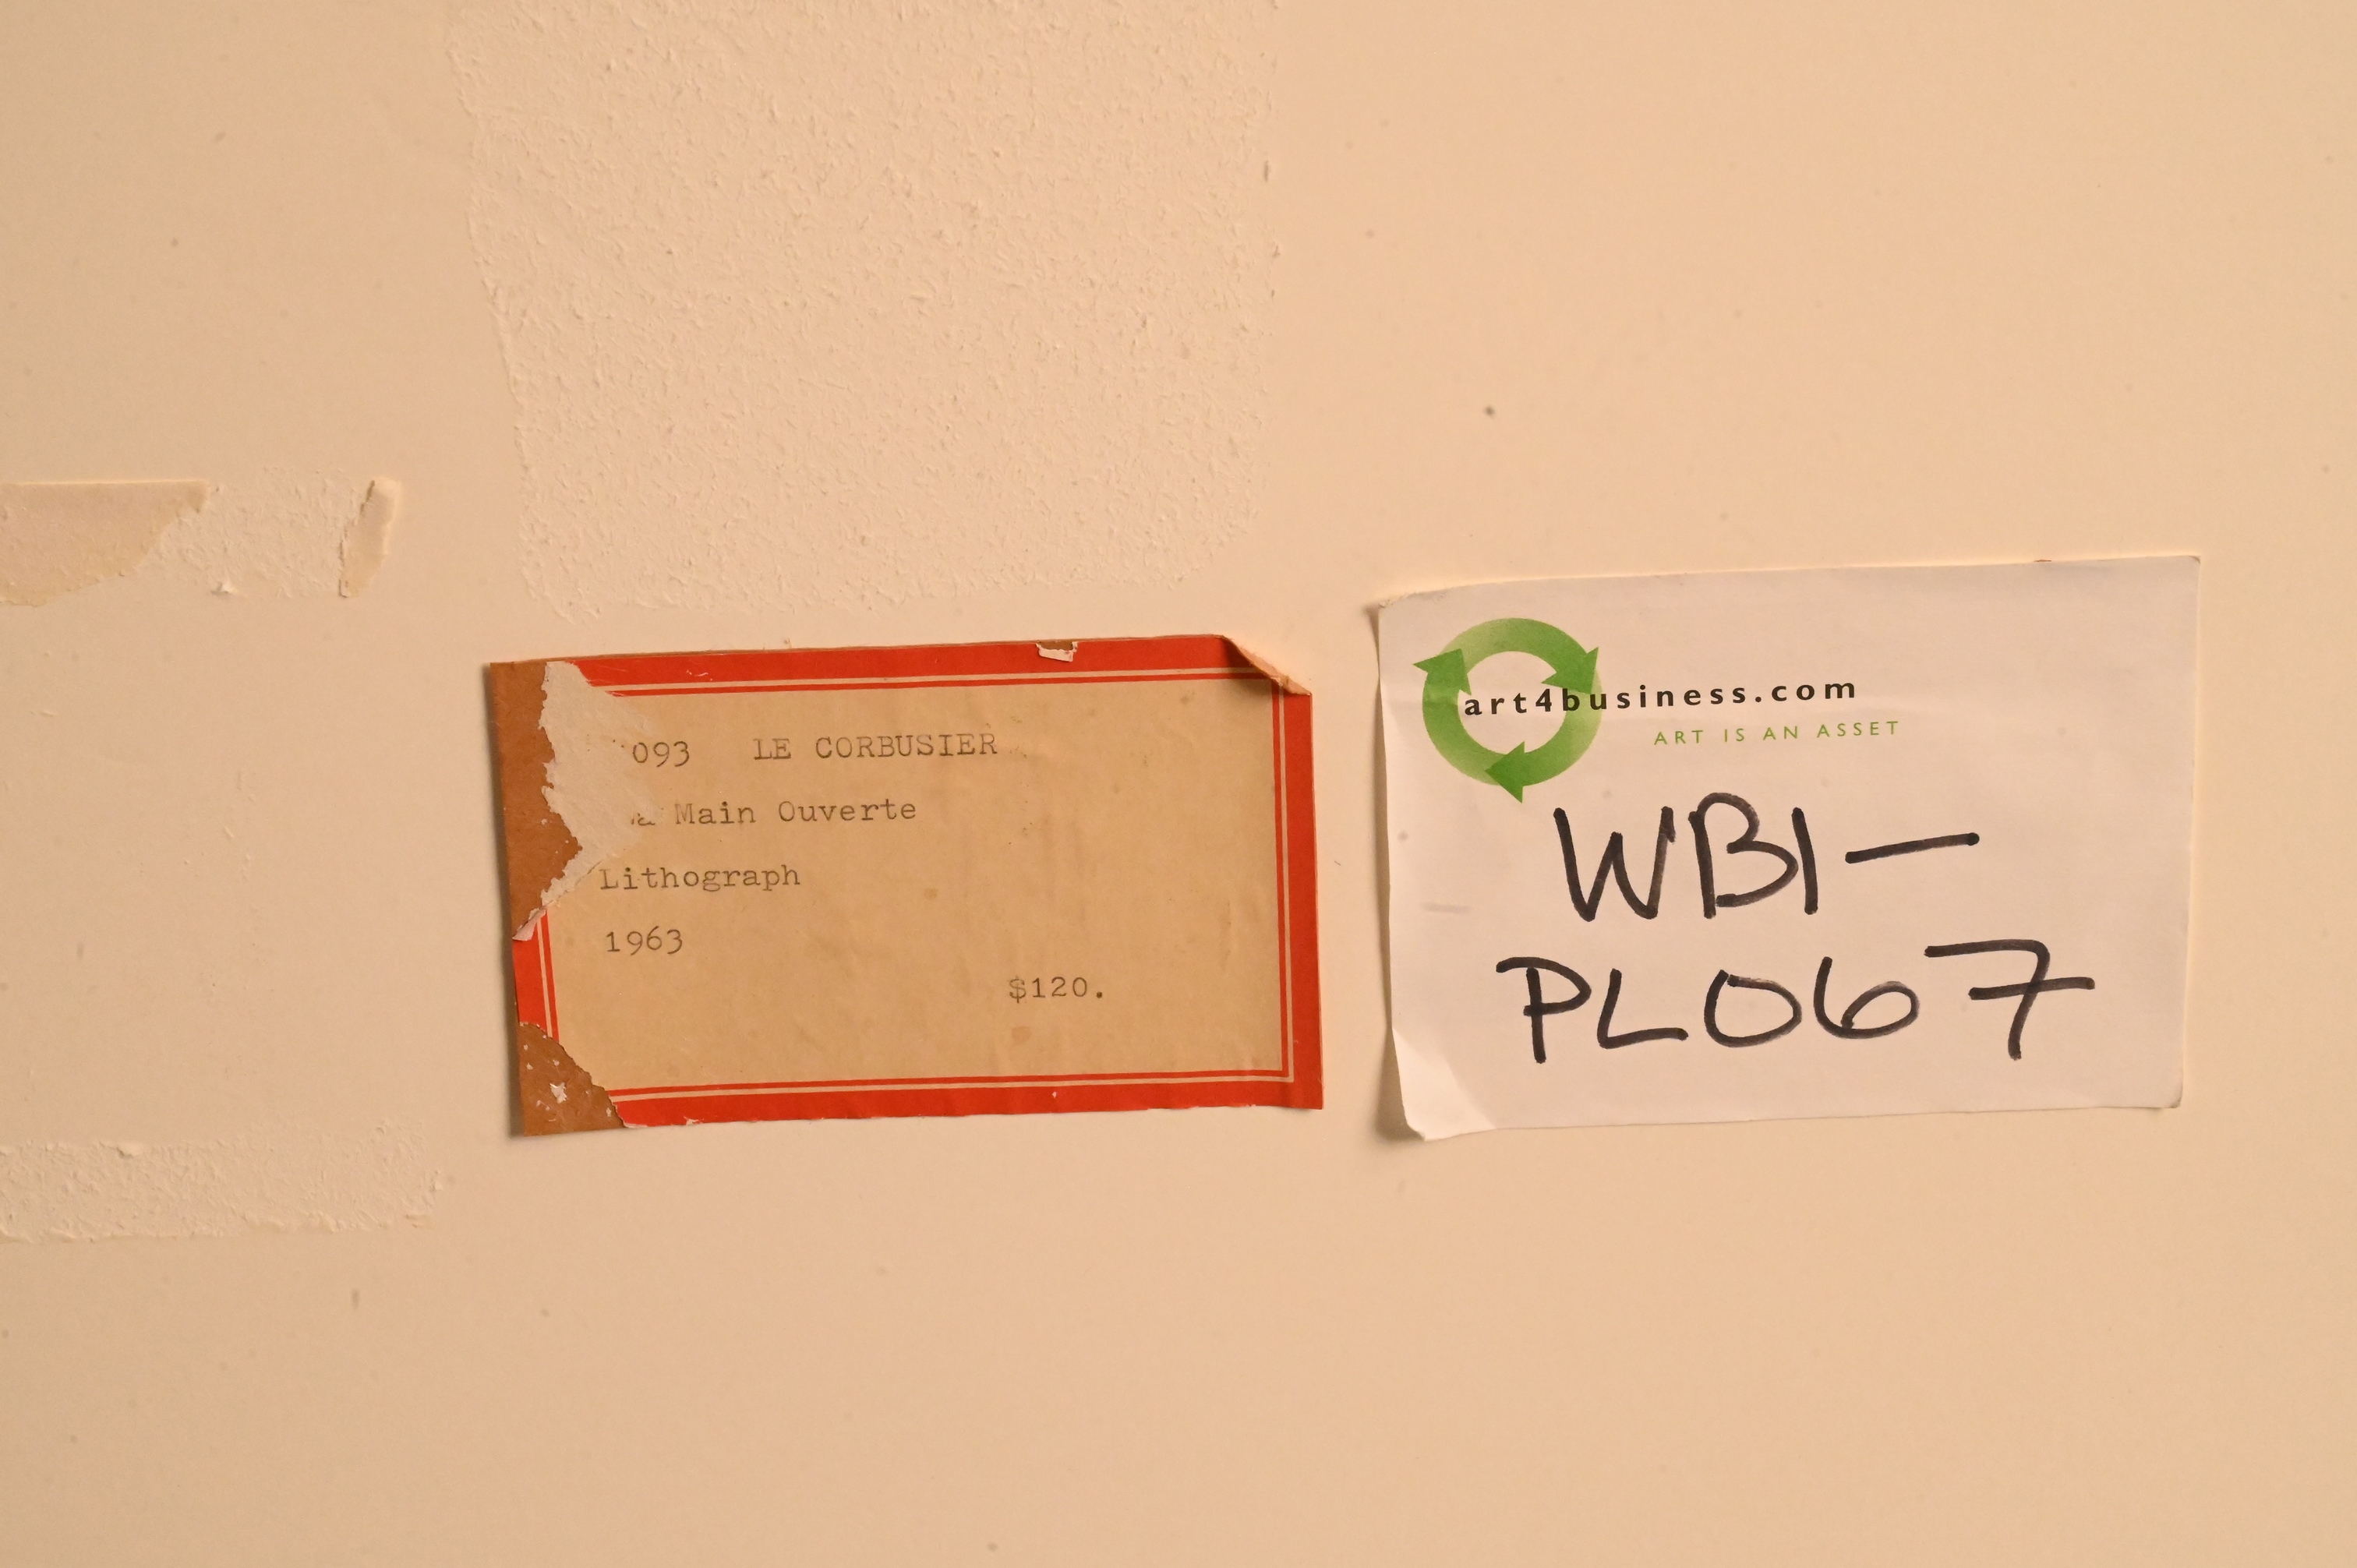 093 LE CORBUSIER
Main Ouverte
Lithograph
1963
$120.
art4business.com
ART IS AN ASSET
WBI-
PL067